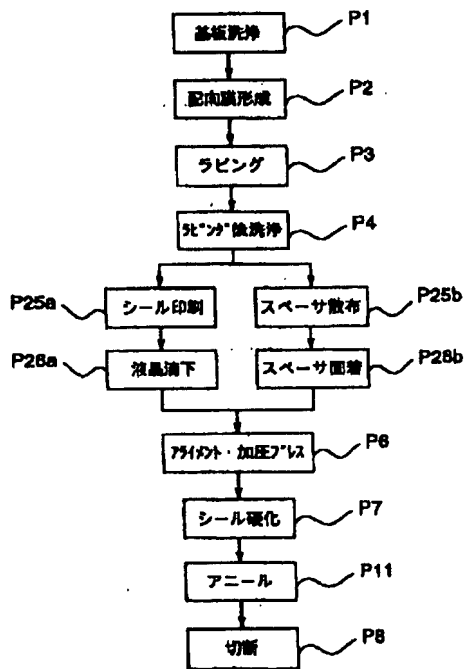 基板洗浄 P1
配向膜形成 P2
ラビング P3
ラビング後洗浄 P4
P25a シール印刷 スペーサ散布 P25b
P26a 液晶滴下 スペーサ固着 P26b
アライメント・加圧プレス P6
シール硬化 P7
アニール P11
切断 P8